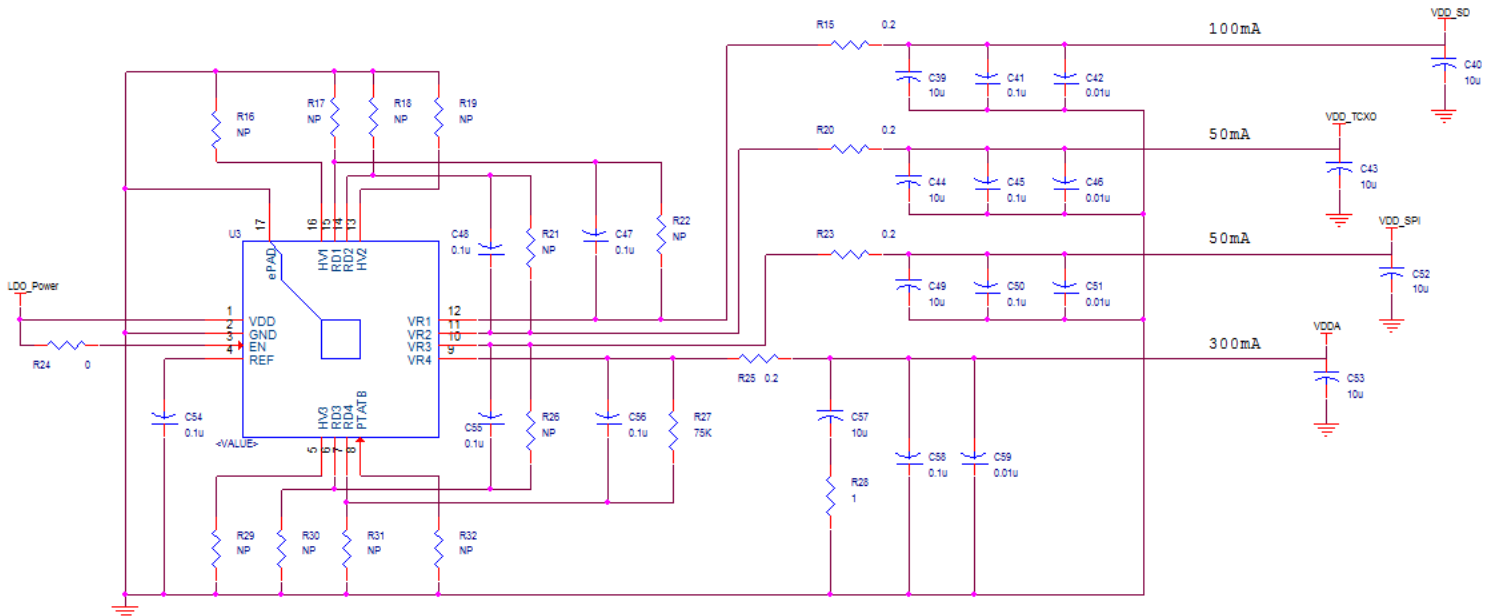 VDD_SD
R15 0.2
100mA
C39
10u
C41
0.1u
C42
0.01u
C40
10u
R16
NP
R17
NP
R18
NP
R19
NP
VDD_TCXO
R20 0.2
50mA
C44
10u
C45
0.1u
C46
0.01u
C43
10u
17
16
15
14
13
U3
ePAD
HV1
RD1
RD2
HV2
C48
0.1u
R21
NP
C47
0.1u
R22
NP
VDD_SPI
R23 0.2
50mA
C49
10u
C50
0.1u
C51
0.01u
C52
10u
LDO_Power
1 VDD
2 GND
3 EN
4 REF
VR1 12
VR2 11
VR3 10
VR4 9
R24 0
VDDA
R25 0.2
300mA
C53
10u
C54
0.1u
<VALUE>
HV3
RD3
RD4
PTATB
5
6
7
8
C55
0.1u
R26
NP
C56
0.1u
R27
75K
C57
10u
C58
0.1u
C59
0.01u
R28
1
R29
NP
R30
NP
R31
NP
R32
NP